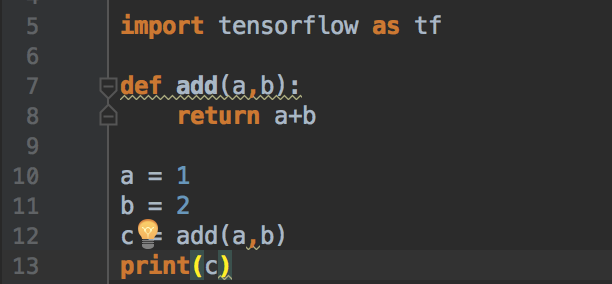 5 import tensorflow as tf
6
7 def add(a,b):
8     return a+b
9
10 a = 1
11 b = 2
12 c = add(a,b)
13 print(c)